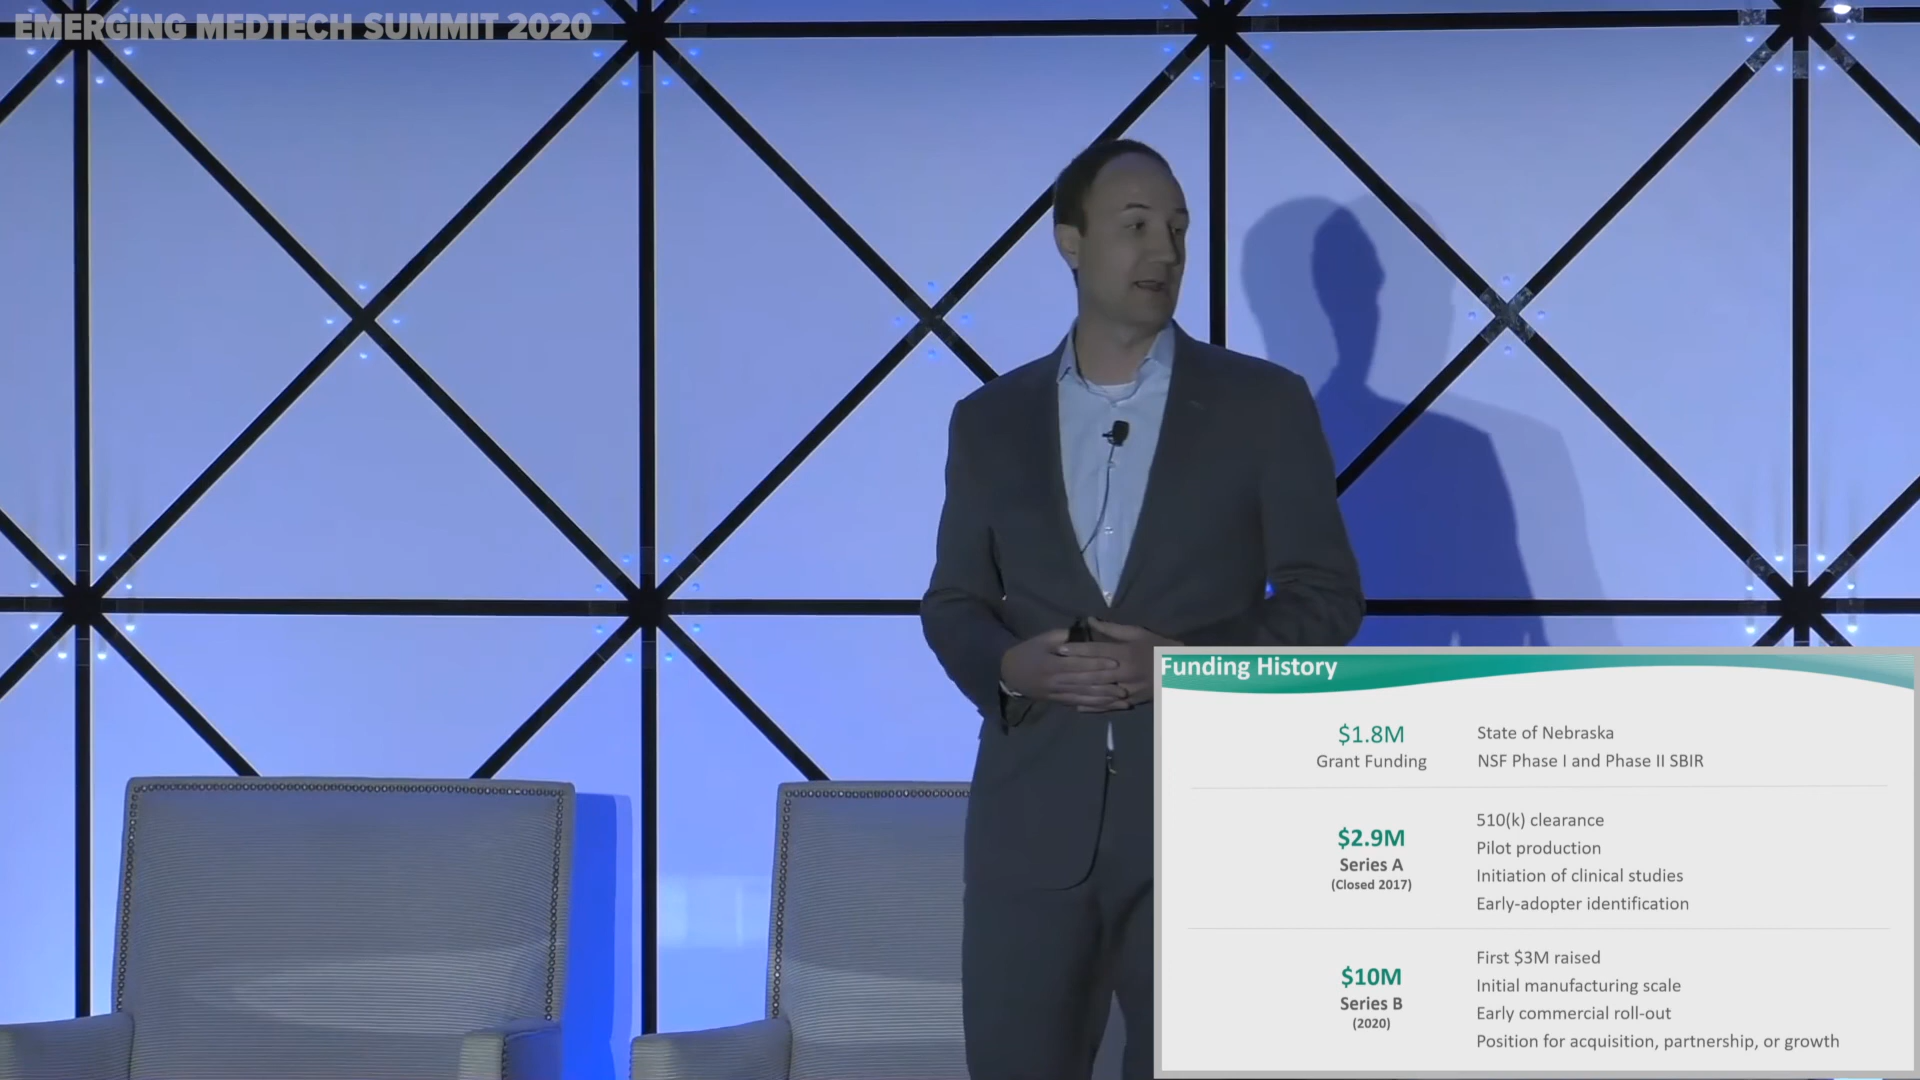 EMERGING MEDTECH SUMMIT 2020
Funding History
$1.8M
Grant Funding
State of Nebraska
NSF Phase I and Phase II SBIR
$2.9M
Series A
(Closed 2017)
510(k) clearance
Pilot production
Initiation of clinical studies
Early-adopter identification
$10M
Series B
(2020)
First $3M raised
Initial manufacturing scale
Early commercial roll-out
Position for acquisition, partnership, or growth